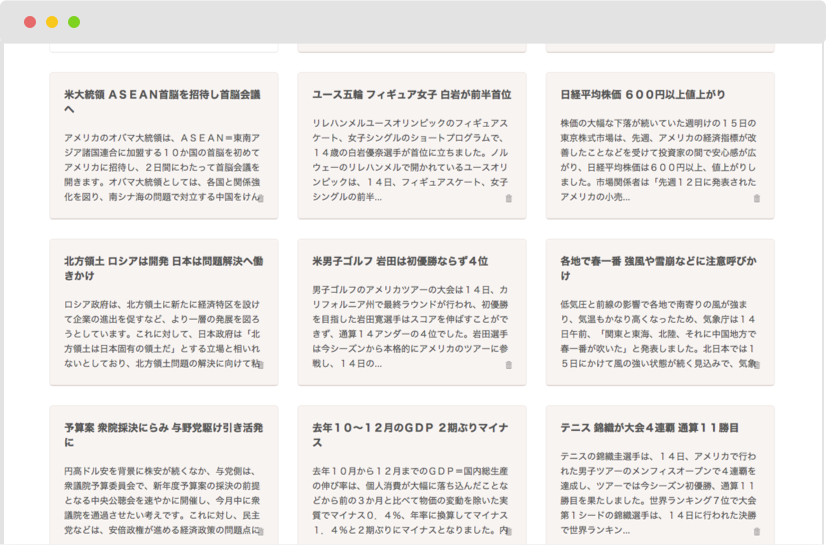 米大統領 ＡＳＥＡＮ首脳を招待し首脳会議
へ
アメリカのオバマ大統領は、ＡＳＥＡＮ＝東南ア
ジア諸国連合に加盟する１０か国の首脳を初めて
アメリカに招待し、２日間にわたって首脳会議を
開きます。オバマ大統領としては、各国と関係強
化を図り、南シナ海の問題で対立する中国をけん
ユース五輪 フィギュア女子 白岩が前半首位
リレハンメルユースオリンピックのフィギュアス
ケート、女子シングルのショートプログラムで、
１４歳の白岩優奈選手が首位に立ちました。ノル
ウェーのリレハンメルで開かれているユースオリ
ンピックは、１４日、フィギュアスケート、女子
シングルの前半...
日経平均株価 ６００円以上値上がり
株価の大幅な下落が続いていた週明けの１５日の
東京株式市場は、先週、アメリカの経済指標が改
善したことなどを受けて投資家の間で安心感が広
がり、日経平均株価は６００円以上、値上がりし
ました。市場関係者は「先週１２日に発表された
アメリカの小売...
北方領土 ロシアは開発 日本は問題解決へ働
きかけ
ロシア政府は、北方領土に新たに経済特区を設け
て企業の進出を促すなど、より一層の発展を図ろ
うとしています。これに対して、日本政府は「北
方領土は日本固有の領土だ」とする立場と相いれ
ないとしており、北方領土問題の解決に向けて粘
米男子ゴルフ 岩田は初優勝ならず４位
男子ゴルフのアメリカツアーの大会は１４日、カ
リフォルニア州で最終ラウンドが行われ、初優勝
を目指した岩田寛選手はスコアを伸ばすことがで
きず、通算１４アンダーの４位でした。岩田選手
は今シーズンから本格的にアメリカのツアーに参
戦し、１４日の...
各地で春一番 強風や雪崩などに注意呼びか
け
低気圧と前線の影響で各地で南寄りの風が強ま
り、気温もかなり高くなったため、気象庁は１４
日午前、「関東と東海、北陸、それに中国地方で
春一番が吹いた」と発表しました。北日本では１
５日にかけて風の強い状態が続く見込みで、気象
予算案 衆院採決にらみ 与野党駆け引き活発
に
円高ドル安を背景に株安が続くなか、与党側は、
衆議院予算委員会で、新年度予算案の採決の前提
となる中央公聴会を速やかに開催し、今月中に衆
議院を通過させたい考えです。これに対し、民主
党などは、安倍政権が進める経済政策の問題点に
去年１０〜１２月のＧＤＰ ２期ぶりマイナ
ス
去年１０月から１２月までのＧＤＰ＝国内総生産
の伸び率は、個人消費が大幅に落ち込んだことな
どから前の３か月と比べて物価の変動を除いた実
質でマイナス０．４％、年率に換算してマイナス
１．４％と２期ぶりにマイナスとなりました。内
テニス 錦織が大会４連覇 通算１１勝目
テニスの錦織圭選手は、１４日、アメリカで行わ
れた男子ツアーのメンフィスオープンで４連覇を
達成し、ツアーでは今シーズン初優勝、通算１１
勝目を果たしました。世界ランキング７位で大会
第１シードの錦織選手は、１４日に行われた決勝
で世界ランキン...